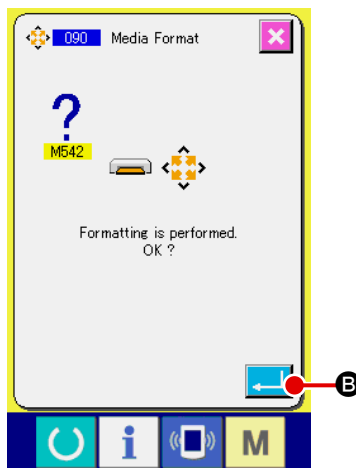 090 Media Format
?
M542
Formatting is performed.
OK ?
B
i
M